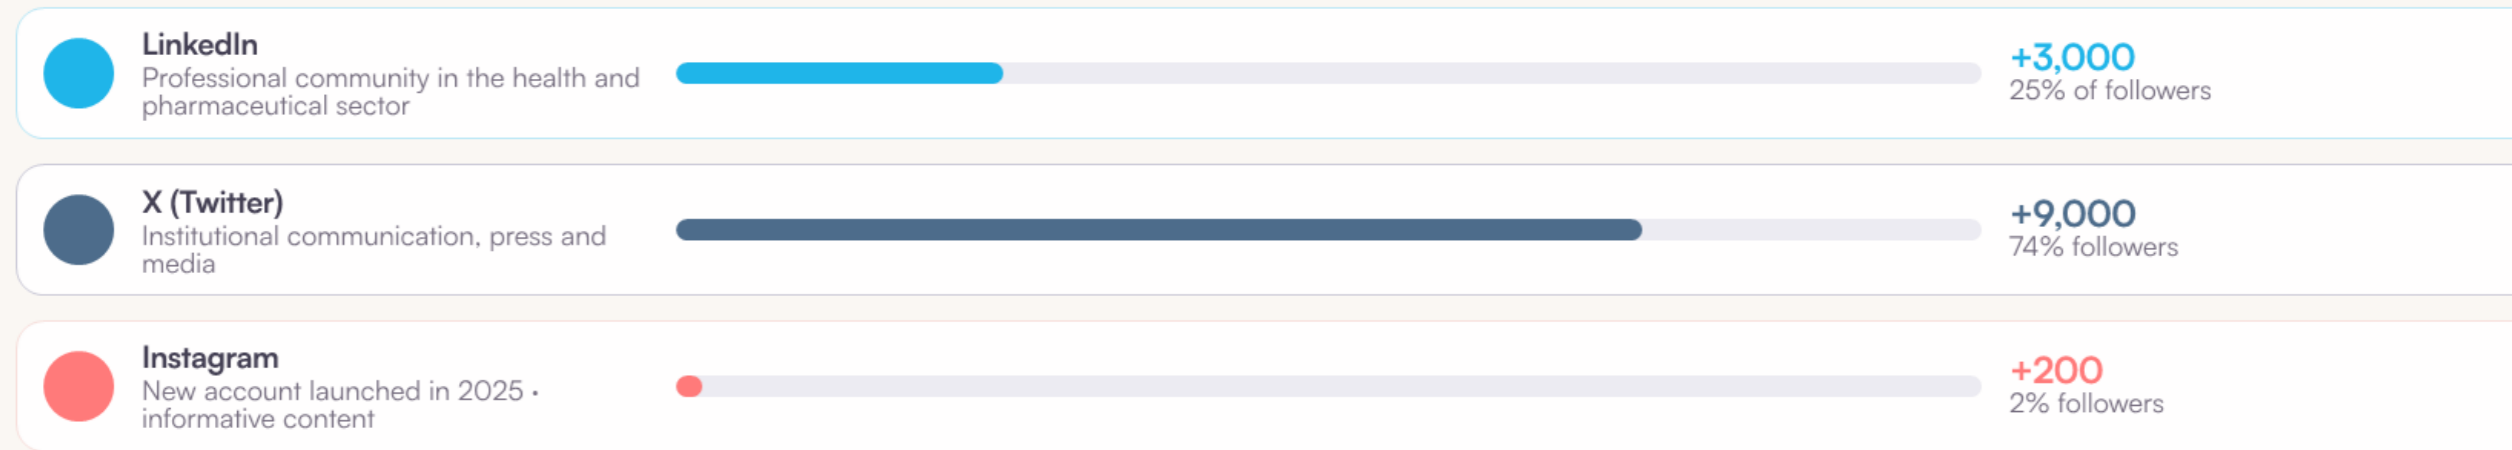 LinkedIn
Professional community in the health and
pharmaceutical sector
+3,000
25% of followers
X (Twitter)
Institutional communication, press and
media
+9,000
74% followers
Instagram
New account launched in 2025 •
informative content
+200
2% followers